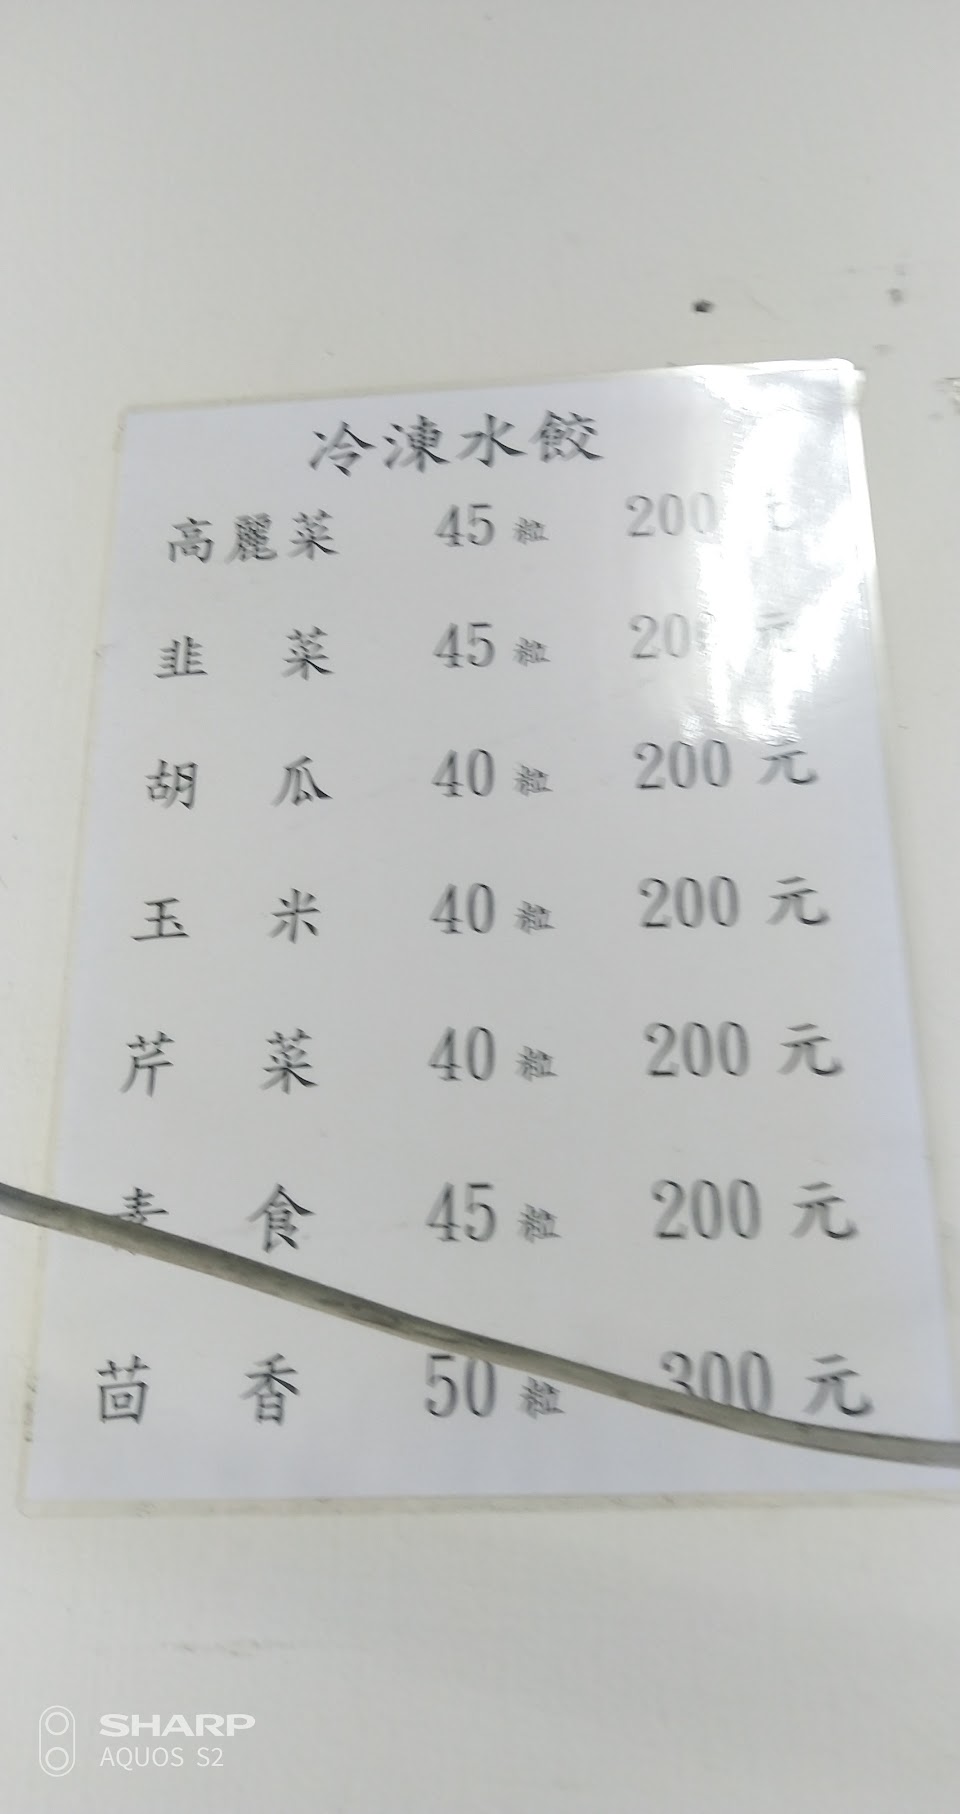 冷涷水餃
高麗菜 45 粒 200 元
韭菜 45 粒 200 元
胡瓜 40 粒 200 元
玉米 40 粒 200 元
芹菜 40 粒 200 元
素食 45 粒 200 元
茴香 50 粒 300 元
SHARP
AQUOS S2